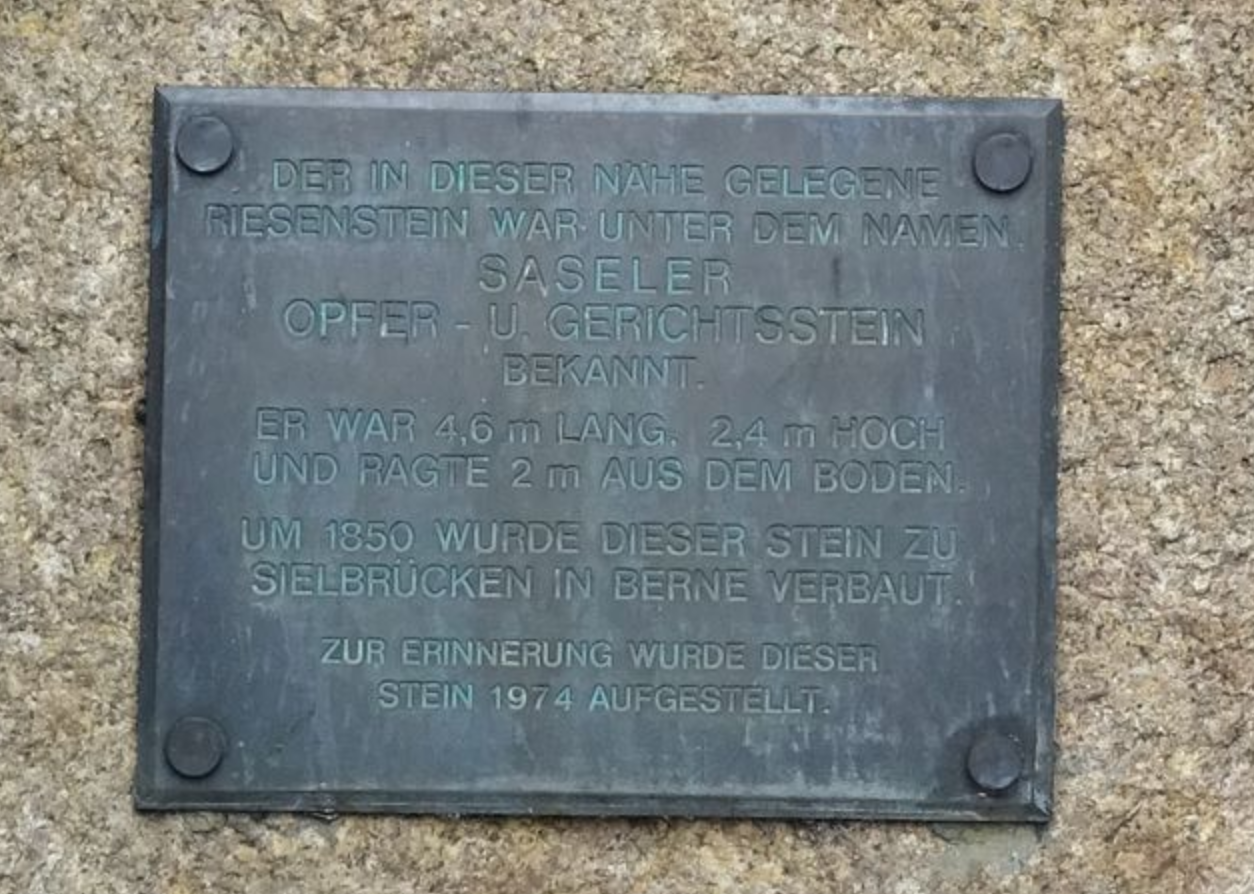 DER IN DIESER NÄHE GELEGENE
RIESENSTEIN WAR UNTER DEM NAMEN
SASELER
OPFER - U. GERICHTSSTEIN
BEKANNT.
ER WAR 4,6 m LANG, 2,4 m HOCH
UND RAGTE 2 m AUS DEM BODEN.
UM 1850 WURDE DIESER STEIN ZU
SIELBRÜCKEN IN BERNE VERBAUT.
ZUR ERINNERUNG WURDE DIESER
STEIN 1974 AUFGESTELLT.